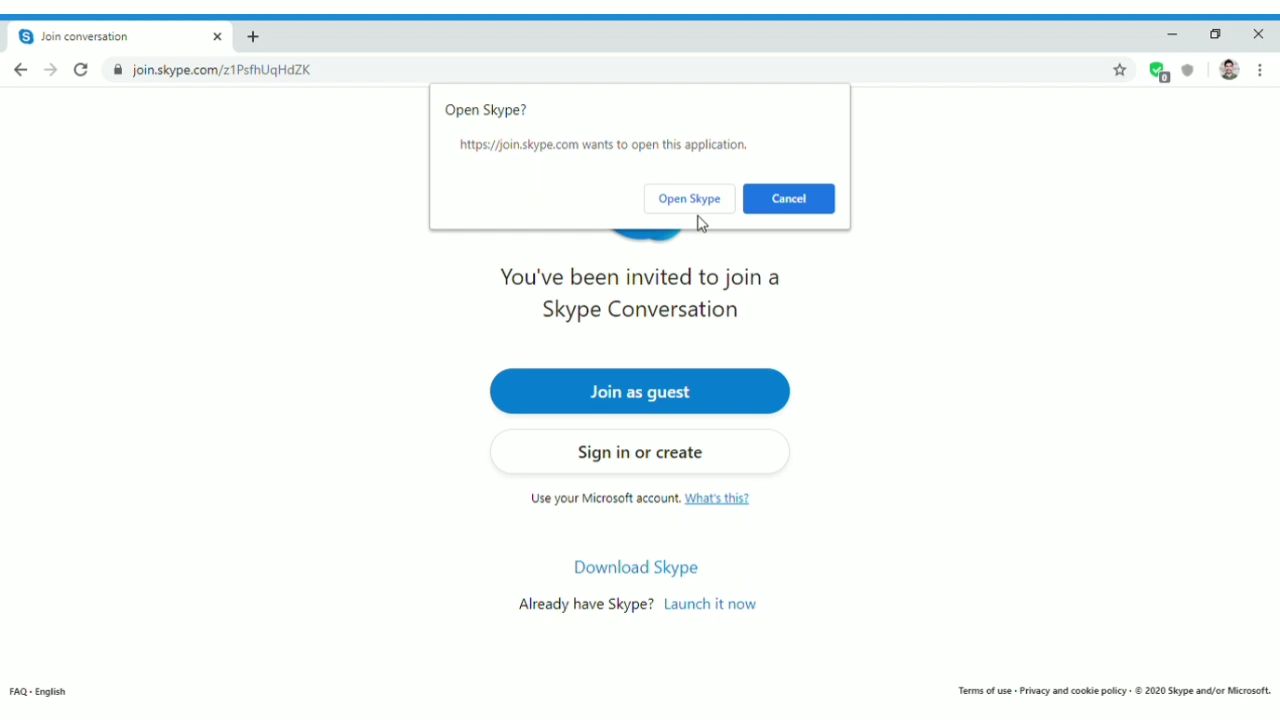 Join conversation
join.skype.com/z1PsfhUqHdZK
0
Open Skype?
https://join.skype.com wants to open this application.
Open Skype Cancel
You've been invited to join a
Skype Conversation
Join as guest
Sign in or create
Use your Microsoft account. What's this?
Download Skype
Already have Skype? Launch it now
FAQ • English
Terms of use • Privacy and cookie policy • © 2020 Skype and/or Microsoft.